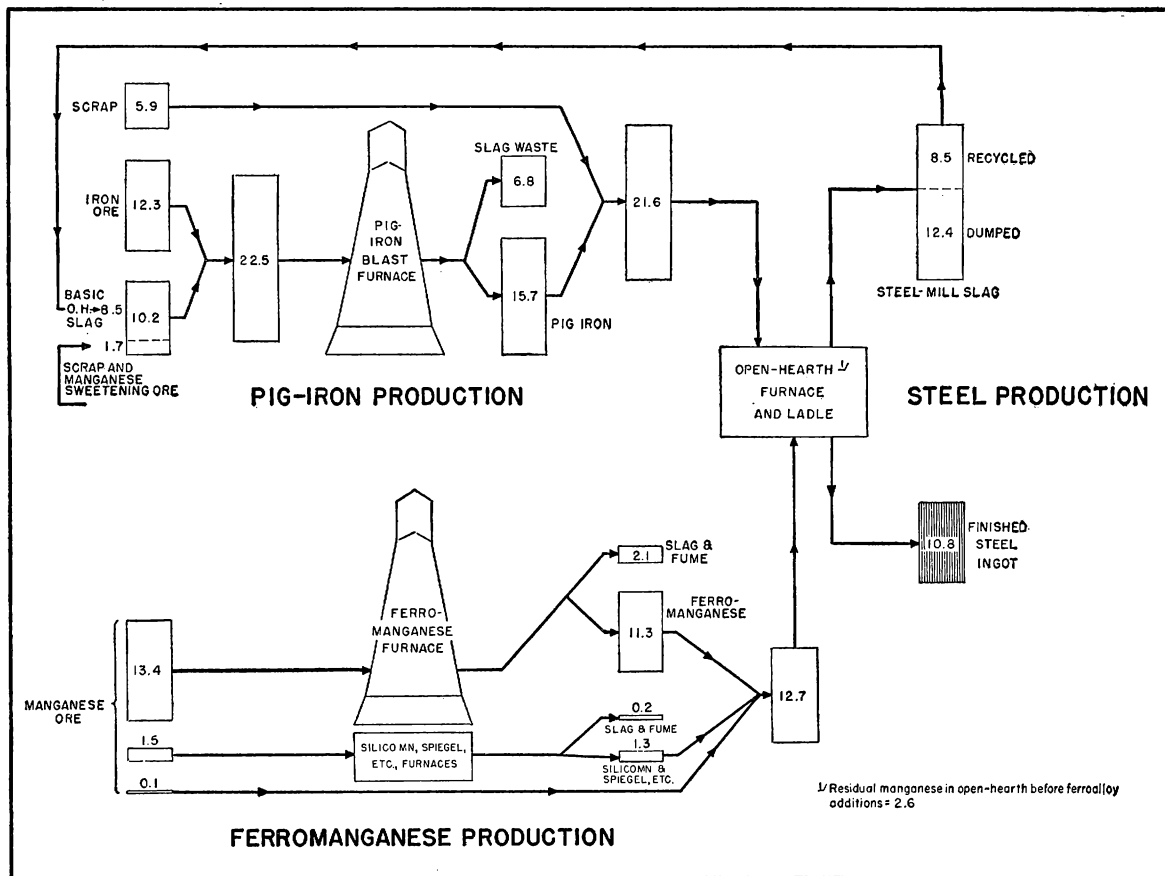 SCRAP
5.9
IRON
ORE
12.3
BASIC
O.H.
SLAG
8.5
10.2
1.7
SCRAP AND
MANGANESE
SWEETENING ORE
22.5
PIG-
IRON
BLAST
FURNACE
SLAG WASTE
6.8
15.7
PIG IRON
21.6
8.5 RECYCLED
12.4 DUMPED
STEEL-MILL SLAG
PIG-IRON PRODUCTION
OPEN-HEARTH 1/
FURNACE
AND LADLE
STEEL PRODUCTION
10.8
FINISHED
STEEL
INGOT
MANGANESE
ORE
13.4
1.5
0.1
FERRO-
MANGANESE
FURNACE
SILICO MN, SPIEGEL,
ETC., FURNACES
2.1
SLAG &
FUME
FERRO-
MANGANESE
11.3
0.2
SLAG & FUME
1.3
SILICOMN &
SPIEGEL, ETC.
12.7
1/ Residual manganese in open-hearth before ferroalloy
additions = 2.6
FERROMANGANESE PRODUCTION